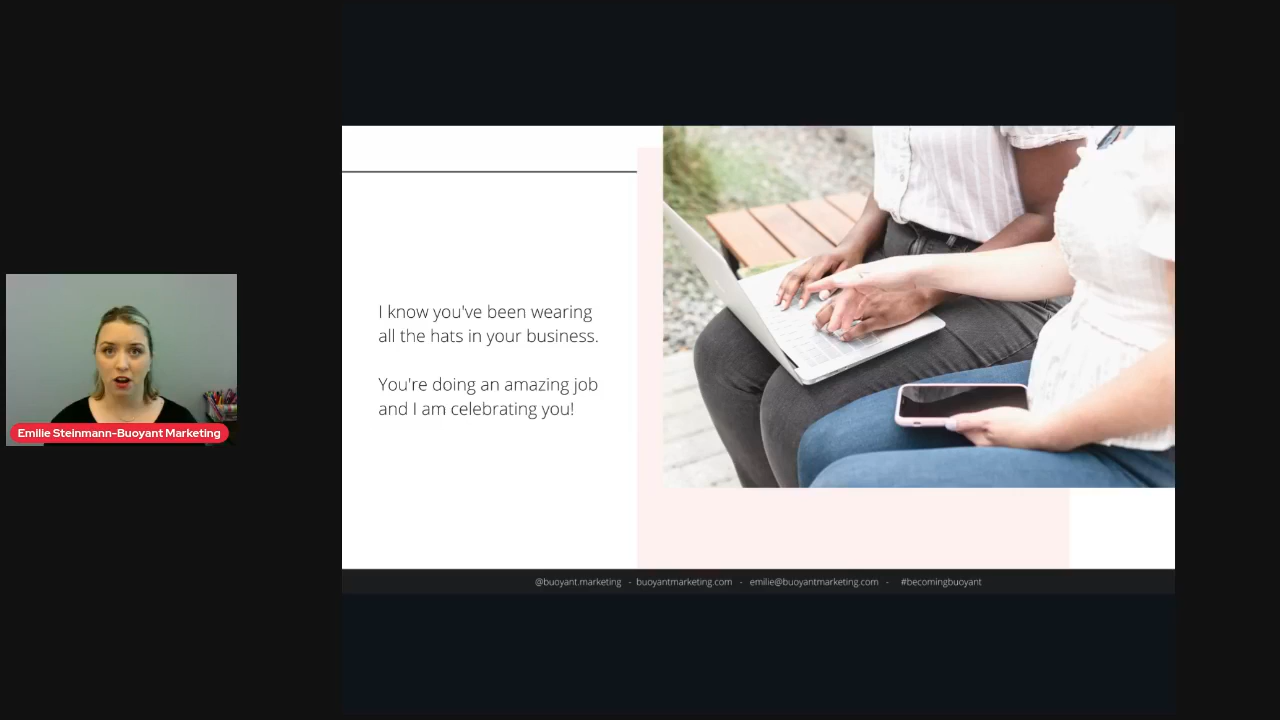 I know you've been wearing
all the hats in your business.
You're doing an amazing job
and I am celebrating you!
Emilie Steinmann-Buoyant Marketing
@buoyant.marketing - buoyantmarketing.com - emilie@buoyantmarketing.com - #becomingbuoyant